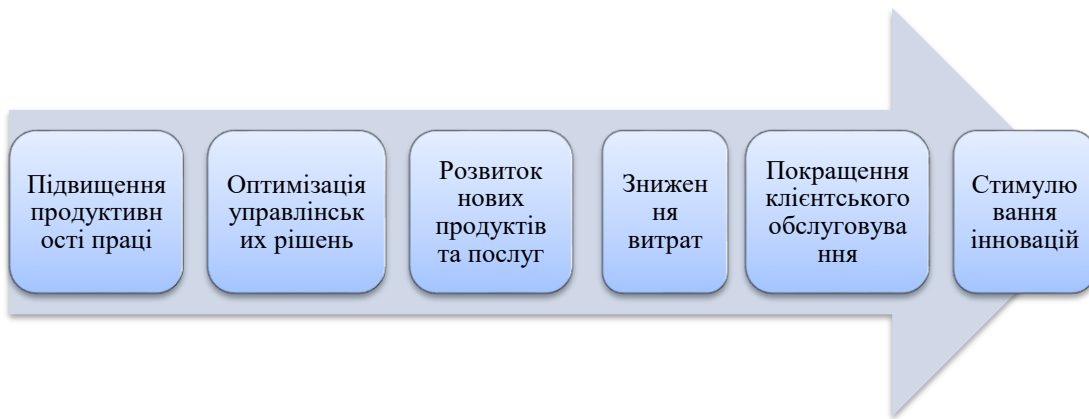 Підвищення
продуктивн
ості праці
Оптимізація
управлінськ
их рішень
Розвиток
нових
продуктів
та послуг
Знижен
ня
витрат
Покращення
клієнтського
обслуговува
ння
Стимулю
вання
інновацій